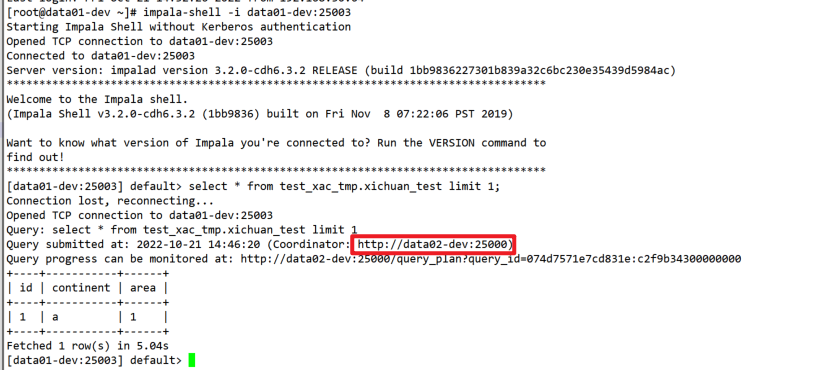 [root@data01-dev ~]# impala-shell -i data01-dev:25003
Starting Impala Shell without Kerberos authentication
Opened TCP connection to data01-dev:25003
Connected to data01-dev:25003
Server version: impalad version 3.2.0-cdh6.3.2 RELEASE (build 1bb9836227301b839a32c6bc230e35439d5984ac)
***********************************************************************************
Welcome to the Impala shell.
(Impala Shell v3.2.0-cdh6.3.2 (1bb9836) built on Fri Nov  8 07:22:06 PST 2019)

Want to know what version of Impala you're connected to? Run the VERSION command to
find out!
***********************************************************************************
[data01-dev:25003] default> select * from test_xac_tmp.xichuan_test limit 1;
Connection lost, reconnecting...
Opened TCP connection to data01-dev:25003
Query: select * from test_xac_tmp.xichuan_test limit 1
Query submitted at: 2022-10-21 14:46:20 (Coordinator: http://data02-dev:25000)
Query progress can be monitored at: http://data02-dev:25000/query_plan?query_id=074d7571e7cd831e:c2f9b34300000000
+----+-----------+------+
| id | continent | area |
+----+-----------+------+
| 1  | a         | 1    |
+----+-----------+------+
Fetched 1 row(s) in 5.04s
[data01-dev:25003] default>